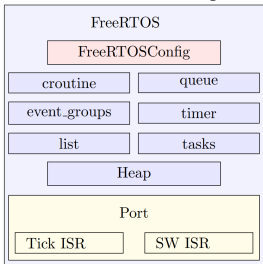 FreeRTOS
FreeRTOSConfig
croutine queue
event_groups timer
list tasks
Heap
Port
Tick ISR SW ISR